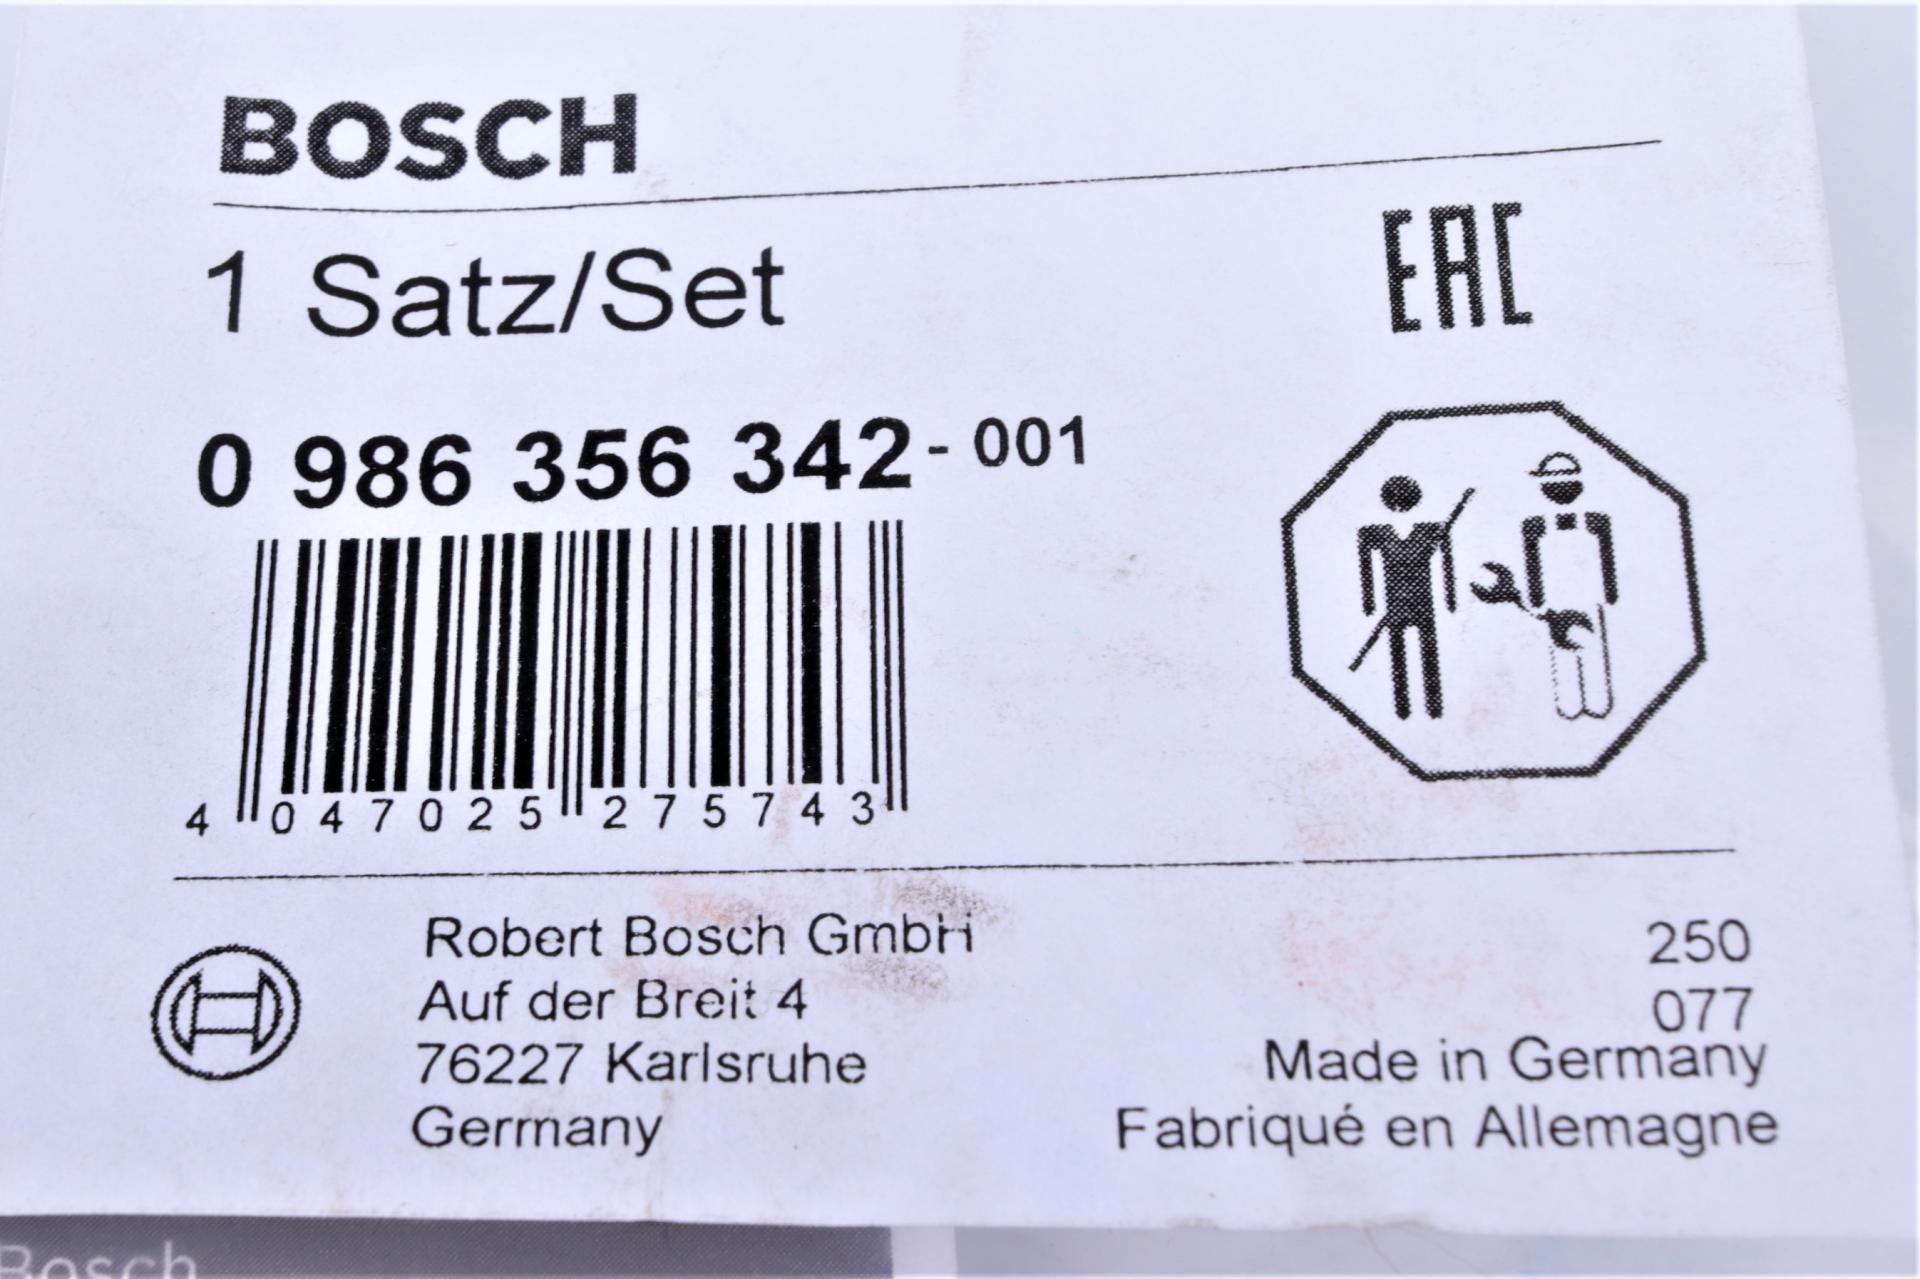 BOSCH
1 Satz/Set
EAC
0 986 356 342 - 001
4 047025 275743
Robert Bosch GmbH
Auf der Breit 4
76227 Karlsruhe
Germany
250
077
Made in Germany
Fabriqué en Allemagne
Bosch